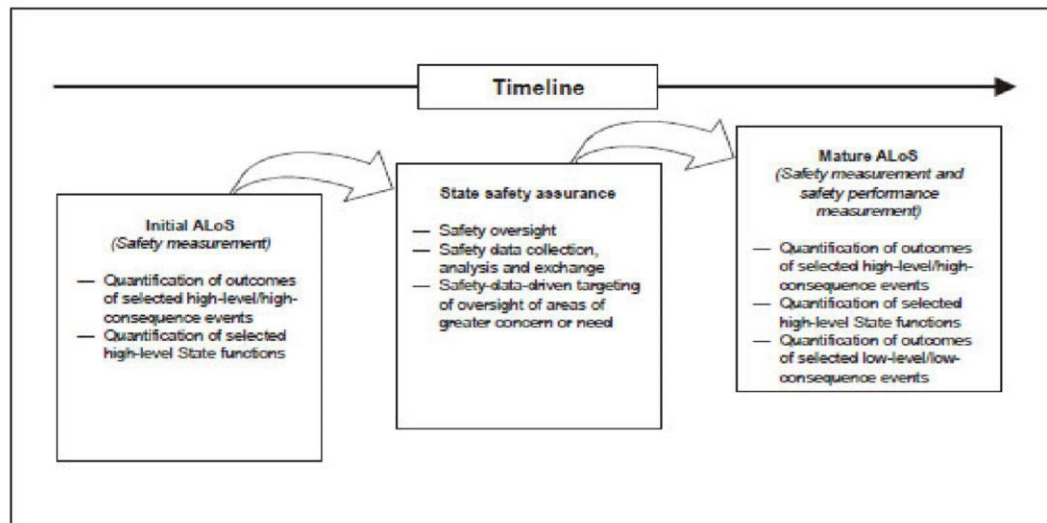 Timeline
Initial ALoS
(Safety measurement)
— Quantification of outcomes
of selected high-level/high-
consequence events
— Quantification of selected
high-level State functions
State safety assurance
— Safety oversight
— Safety data collection,
analysis and exchange
— Safety-data-driven targeting
of oversight of areas of
greater concern or need
Mature ALoS
(Safety measurement and
safety performance
measurement)
— Quantification of outcomes
of selected high-level/high-
consequence events
— Quantification of selected
high-level State functions
— Quantification of outcomes
of selected low-level/low-
consequence events